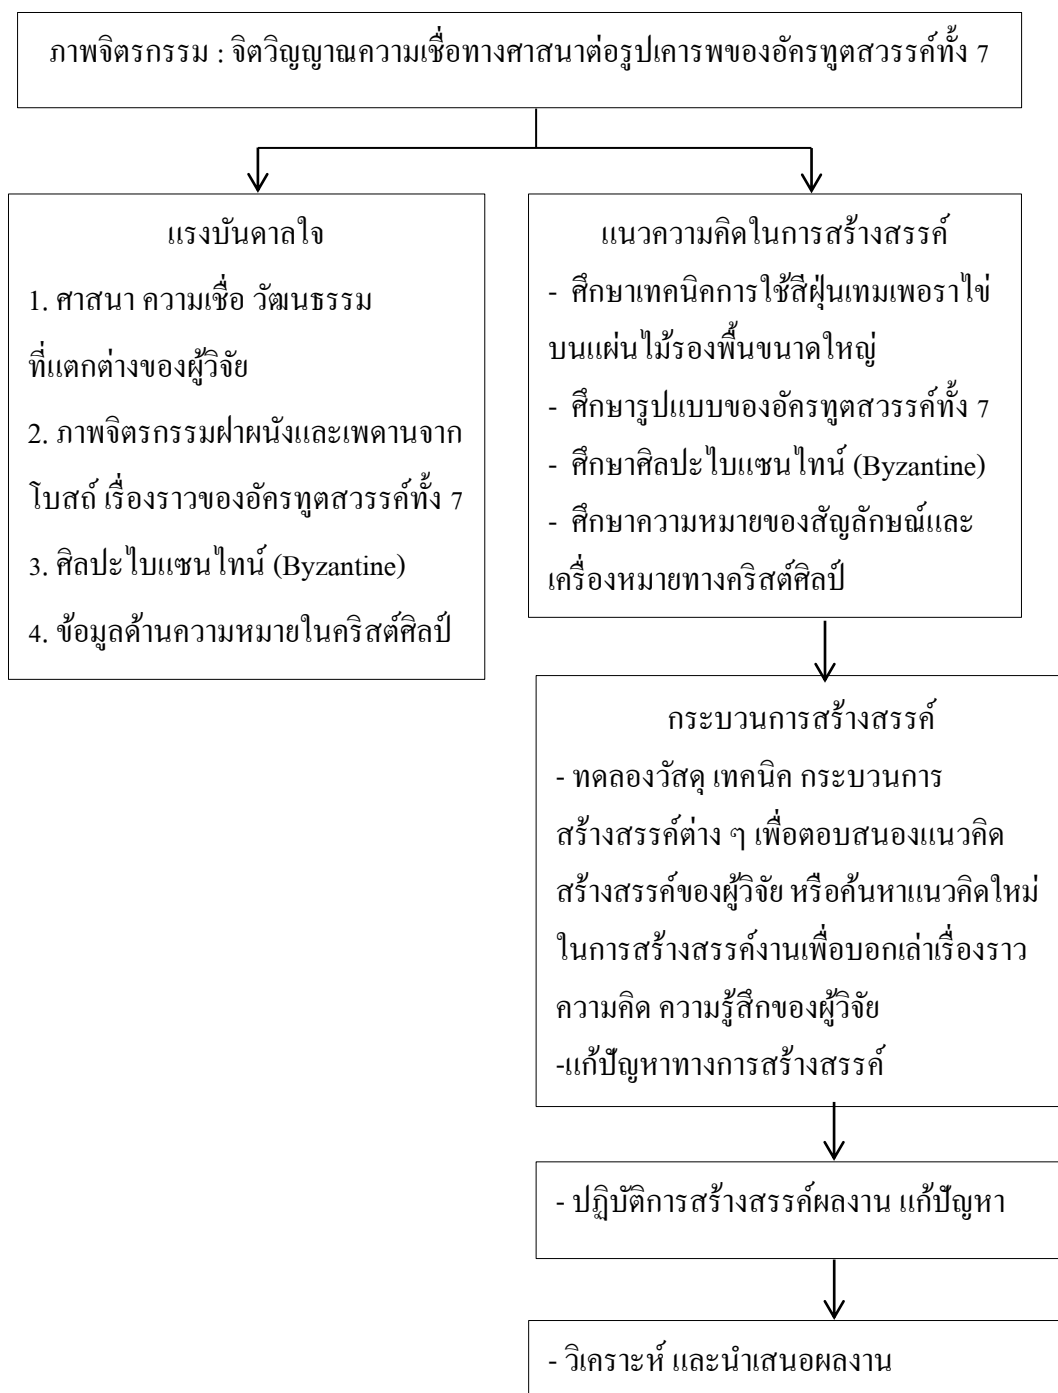 ภาพจิตรกรรม : จิตวิญญาณความเชื่อทางศาสนาต่อรูปเคารพของอัครทูตสวรรค์ทั้ง 7
แรงบันดาลใจ
1. ศาสนา ความเชื่อ วัฒนธรรม
ที่แตกต่างของผู้วิจัย
2. ภาพจิตรกรรมฝาผนังและเพดานจาก
โบสถ์ เรื่องราวของอัครทูตสวรรค์ทั้ง 7
3. ศิลปะไบแซนไทน์ (Byzantine)
4. ข้อมูลด้านความหมายในคริสต์ศิลป์
แนวความคิดในการสร้างสรรค์
- ศึกษาเทคนิคการใช้สีฝุ่นเทมเพอราไข่
บนแผ่นไม้รองพื้นขนาดใหญ่
- ศึกษารูปแบบของอัครทูตสวรรค์ทั้ง 7
- ศึกษาศิลปะไบแซนไทน์ (Byzantine)
- ศึกษาความหมายของสัญลักษณ์และ
เครื่องหมายทางคริสต์ศิลป์
กระบวนการสร้างสรรค์
- ทดลองวัสดุ เทคนิค กระบวนการ
สร้างสรรค์ต่าง ๆ เพื่อตอบสนองแนวคิด
สร้างสรรค์ของผู้วิจัย หรือค้นหาแนวคิดใหม่
ในการสร้างสรรค์งานเพื่อบอกเล่าเรื่องราว
ความคิด ความรู้สึกของผู้วิจัย
-แก้ปัญหาทางการสร้างสรรค์
- ปฏิบัติการสร้างสรรค์ผลงาน แก้ปัญหา
- วิเคราะห์ และนำเสนอผลงาน